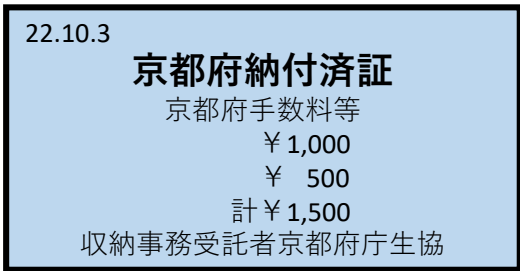 22.10.3
京都府納付済証
京都府手数料等
￥1,000
￥ 500
計￥1,500
収納事務受託者京都府庁生協